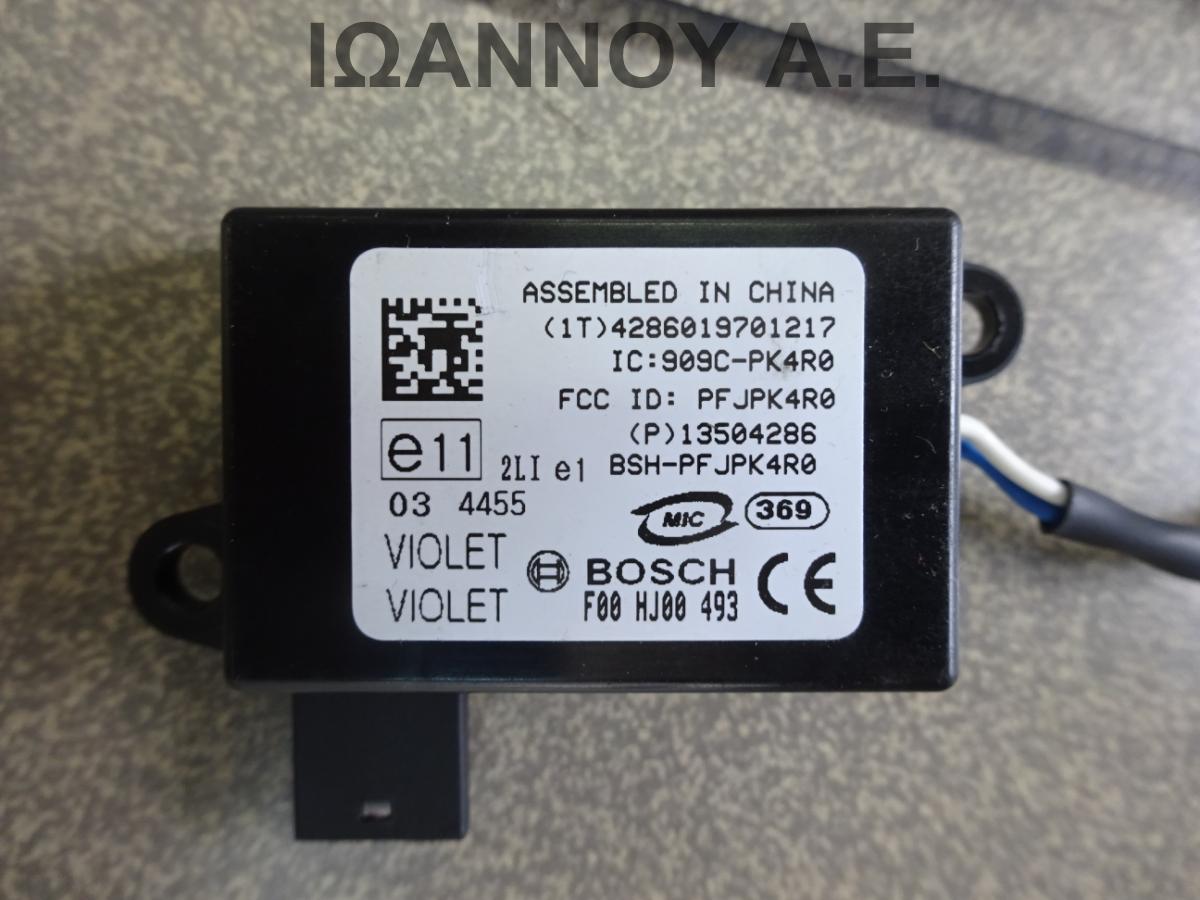 ΙΩΑΝΝΟΥ Α.Ε.
ASSEMBLED IN CHINA
(1T)4286019701217
IC:909C-PK4R0
FCC ID: PFJPK4R0
(P)13504286
e11 2LI e1 BSH-PFJPK4R0
03 4455
MIC 369
VIOLET
BOSCH CE
VIOLET
F00 HJ00 493